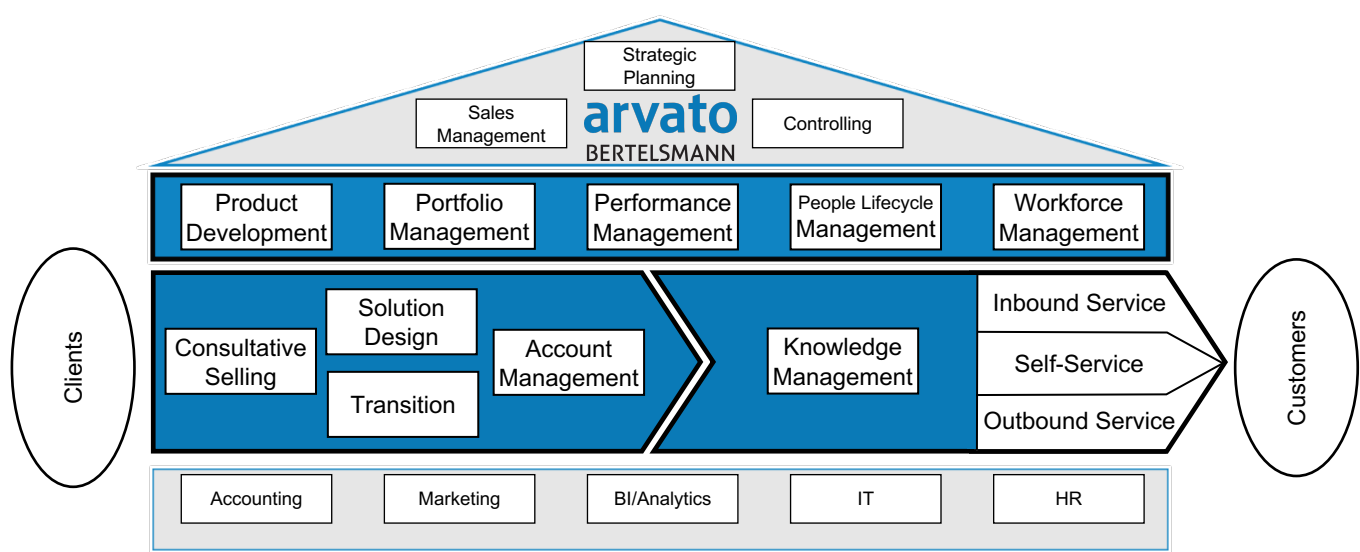 Strategic
Planning
Sales
Management
arvato
BERTELSMANN
Controlling
Product
Development
Portfolio
Management
Performance
Management
People Lifecycle
Management
Workforce
Management
Clients
Consultative
Selling
Solution
Design
Transition
Account
Management
Knowledge
Management
Inbound Service
Self-Service
Outbound Service
Customers
Accounting
Marketing
BI/Analytics
IT
HR